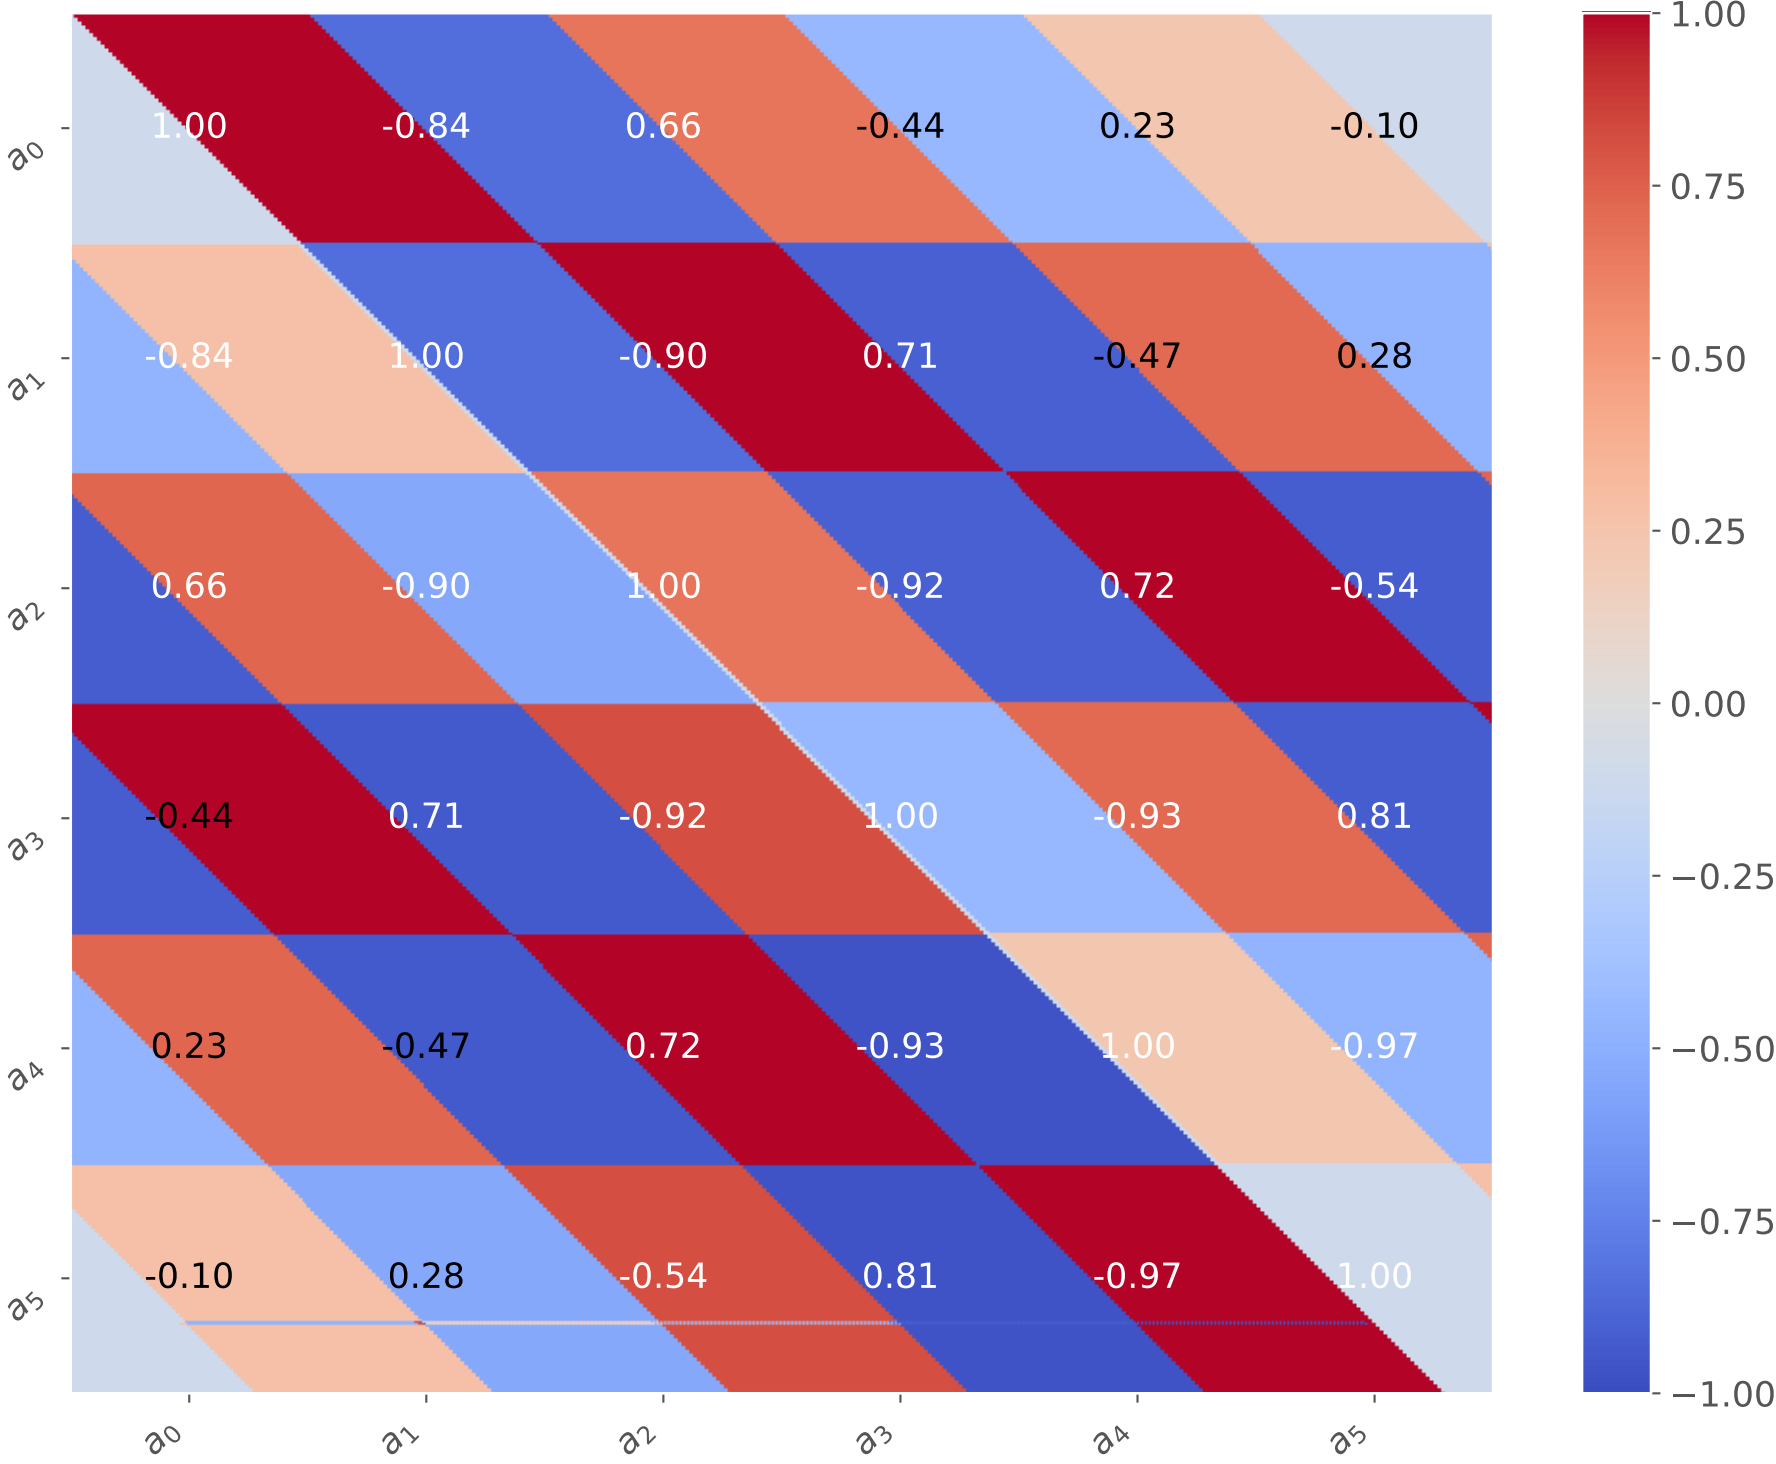 1.00
a₀ 1.00 -0.84 0.66 -0.44 0.23 -0.10
0.75
a₁ -0.84 1.00 -0.90 0.71 -0.47 0.28
0.50
0.25
a₂ 0.66 -0.90 1.00 -0.92 0.72 -0.54
0.00
a₃ -0.44 0.71 -0.92 1.00 -0.93 0.81
−0.25
a₄ 0.23 -0.47 0.72 -0.93 1.00 -0.97
−0.50
−0.75
a₅ -0.10 0.28 -0.54 0.81 -0.97 1.00
−1.00
a₀ a₁ a₂ a₃ a₄ a₅